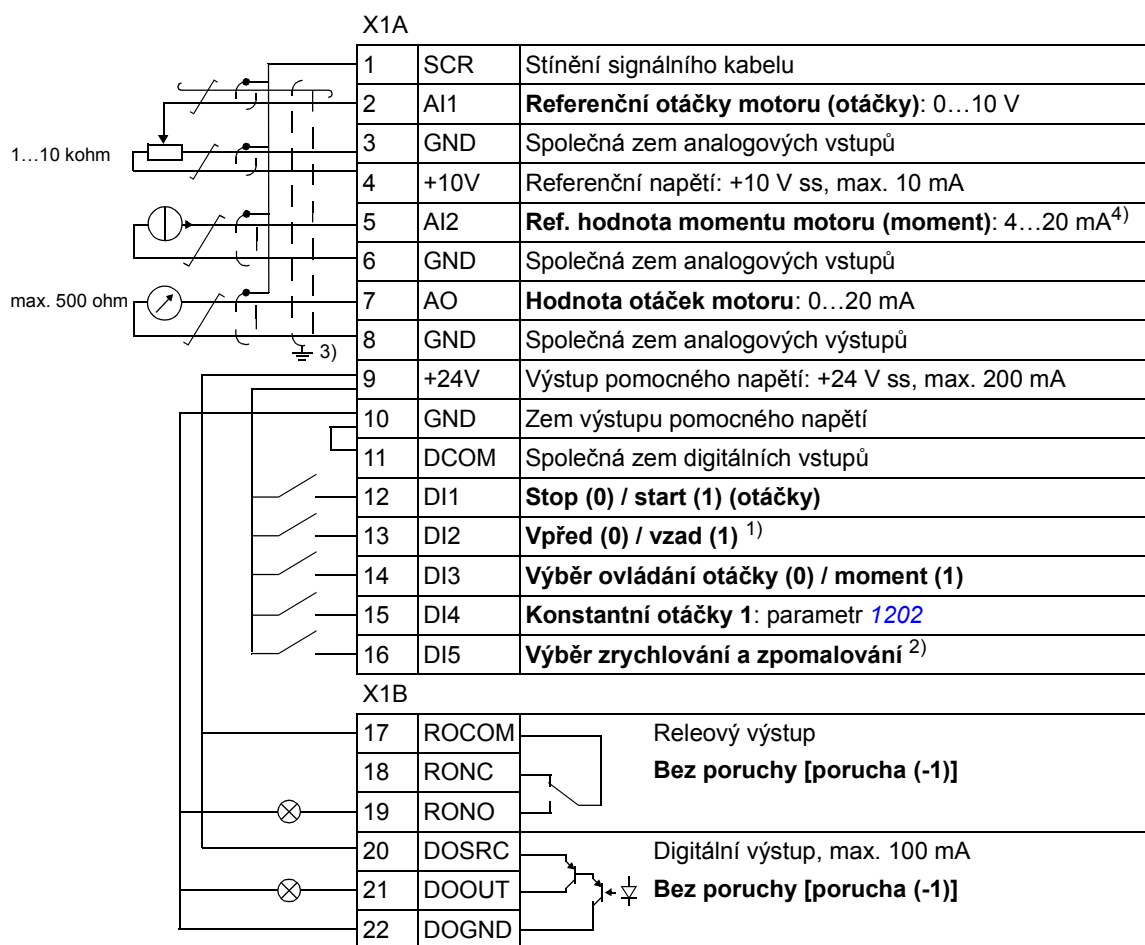 X1A
1 SCR Stínění signálního kabelu
2 AI1 Referenční otáčky motoru (otáčky): 0…10 V
1…10 kohm
3 GND Společná zem analogových vstupů
4 +10V Referenční napětí: +10 V ss, max. 10 mA
5 AI2 Ref. hodnota momentu motoru (moment): 4…20 mA4)
6 GND Společná zem analogových vstupů
max. 500 ohm
7 AO Hodnota otáček motoru: 0…20 mA
8 GND Společná zem analogových výstupů
3)
9 +24V Výstup pomocného napětí: +24 V ss, max. 200 mA
10 GND Zem výstupu pomocného napětí
11 DCOM Společná zem digitálních vstupů
12 DI1 Stop (0) / start (1) (otáčky)
13 DI2 Vpřed (0) / vzad (1) 1)
14 DI3 Výběr ovládání otáčky (0) / moment (1)
15 DI4 Konstantní otáčky 1: parametr 1202
16 DI5 Výběr zrychlování a zpomalování 2)
X1B
17 ROCOM Releový výstup
18 RONC Bez poruchy [porucha (-1)]
19 RONO
20 DOSRC Digitální výstup, max. 100 mA
21 DOOUT Bez poruchy [porucha (-1)]
22 DOGND